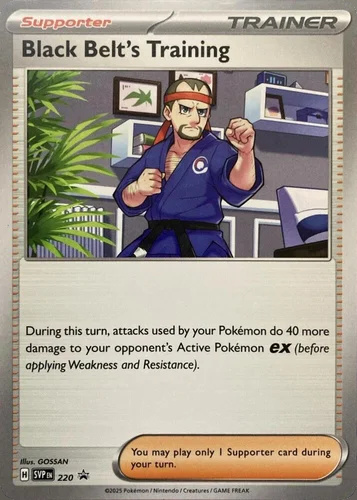 Supporter TRAINER
Black Belt's Training
During this turn, attacks used by your Pokémon do 40 more
damage to your opponent's Active Pokémon ex (before
applying Weakness and Resistance).
Illus. GOSSAN
H SVP EN 220
You may play only 1 Supporter card during
your turn.
©2025 Pokémon / Nintendo / Creatures / GAME FREAK